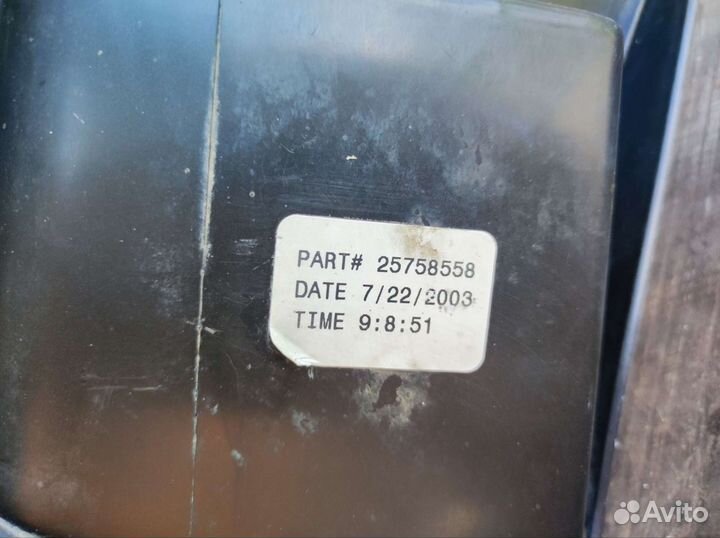 PART# 25758558
DATE 7/22/2003
TIME 9:8:51
Avito